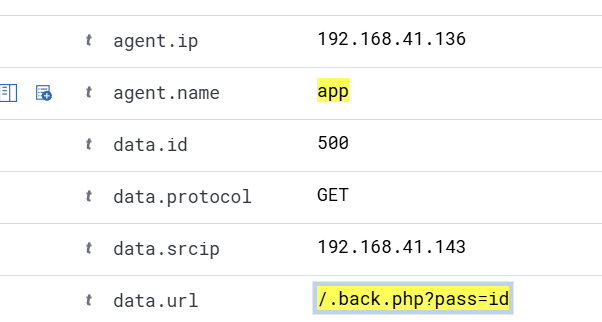 t agent.ip 192.168.41.136
t agent.name app
t data.id 500
t data.protocol GET
t data.srcip 192.168.41.143
t data.url /.back.php?pass=id